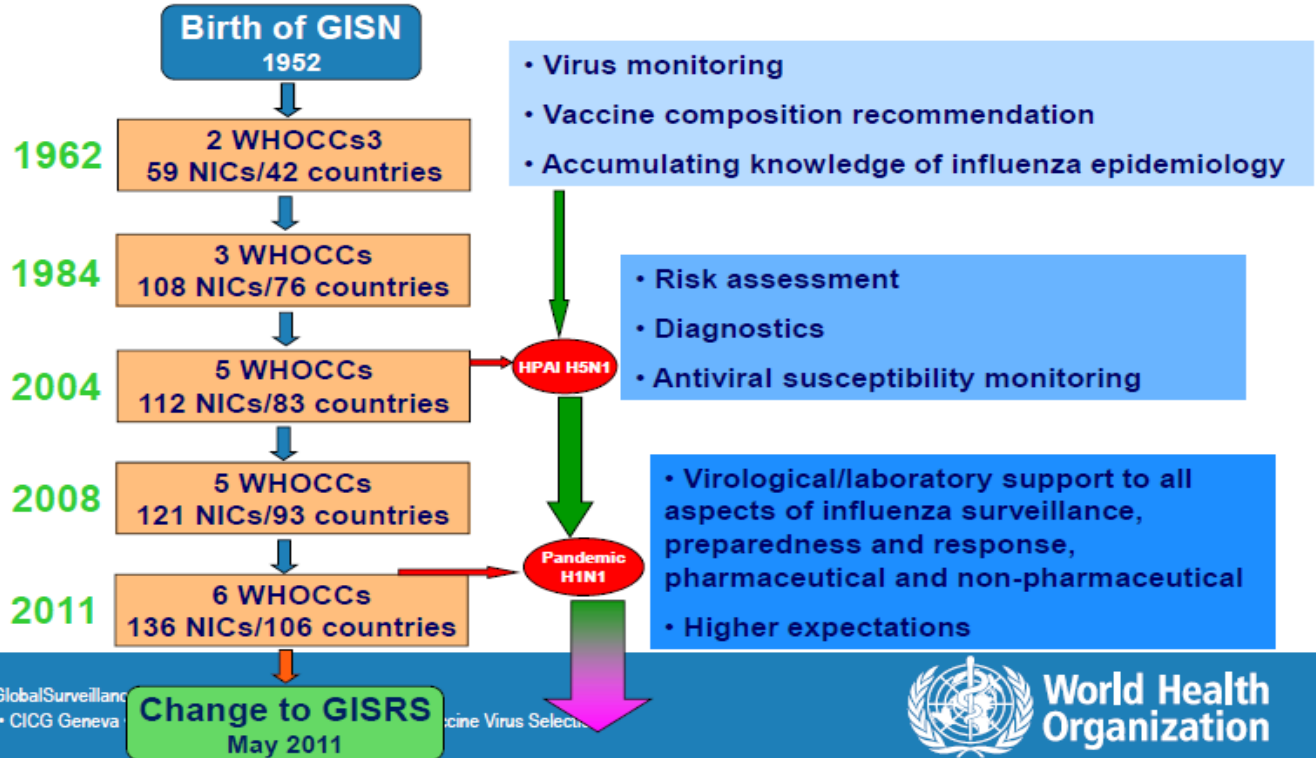 Birth of GISN
1952
1962
2 WHOCCs3
59 NICs/42 countries
1984
3 WHOCCs
108 NICs/76 countries
2004
5 WHOCCs
112 NICs/83 countries
2008
5 WHOCCs
121 NICs/93 countries
2011
6 WHOCCs
136 NICs/106 countries
Change to GISRS
May 2011
• Virus monitoring
• Vaccine composition recommendation
• Accumulating knowledge of influenza epidemiology
HPAI H5N1
• Risk assessment
• Diagnostics
• Antiviral susceptibility monitoring
Pandemic
H1N1
• Virological/laboratory support to all
aspects of influenza surveillance,
preparedness and response,
pharmaceutical and non-pharmaceutical
• Higher expectations
• CICG Geneva •
Virus
World Health
Organization